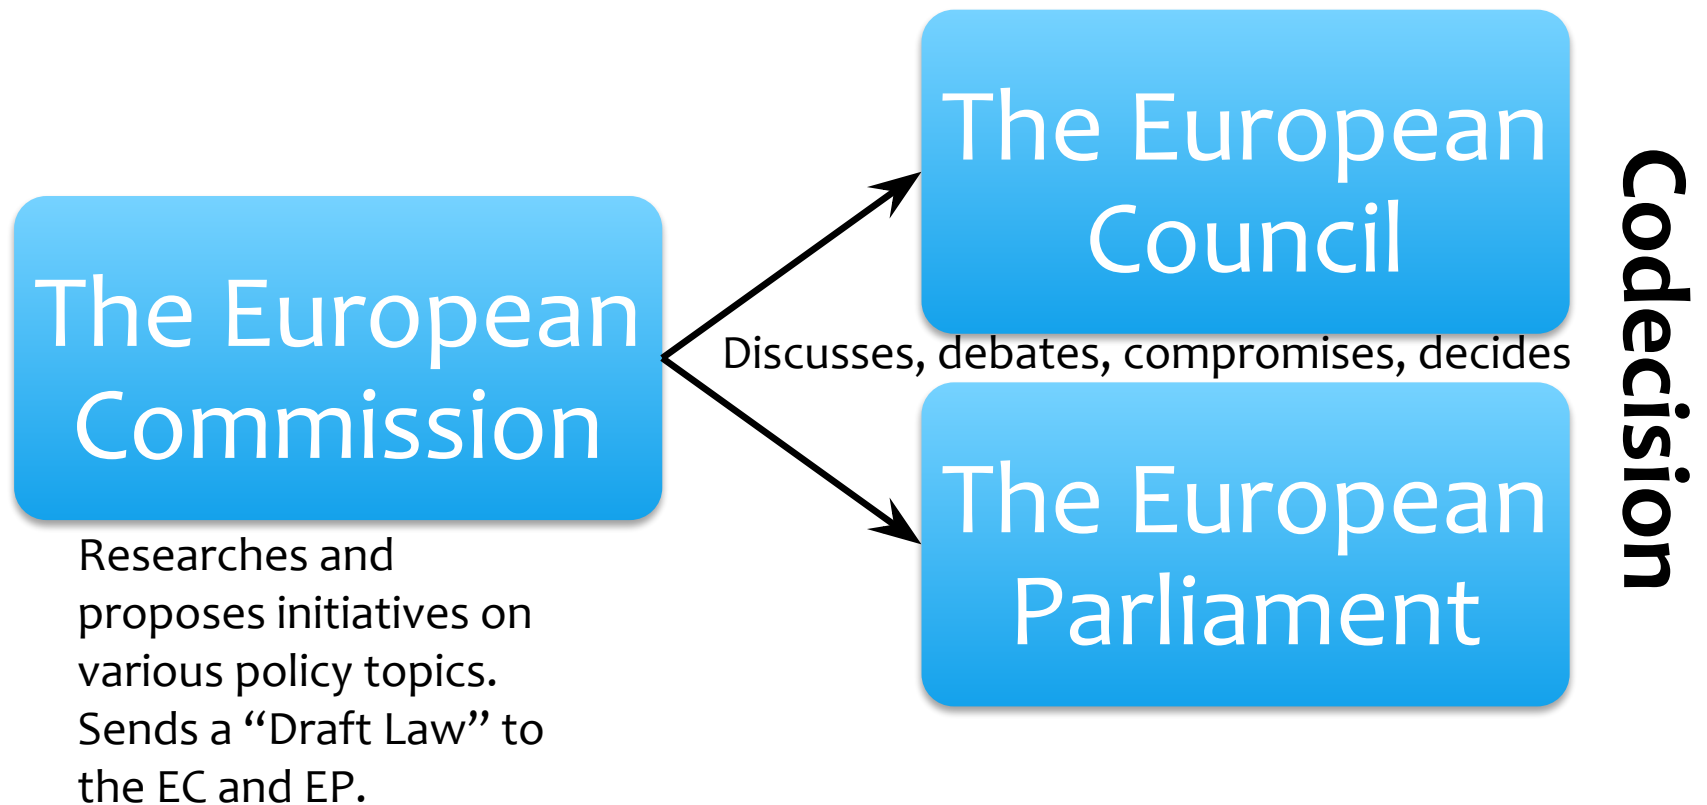 The European
Commission
Researches and
proposes initiatives on
various policy topics.
Sends a “Draft Law” to
the EC and EP.
The European
Council
Discusses, debates, compromises, decides
The European
Parliament
Codecision